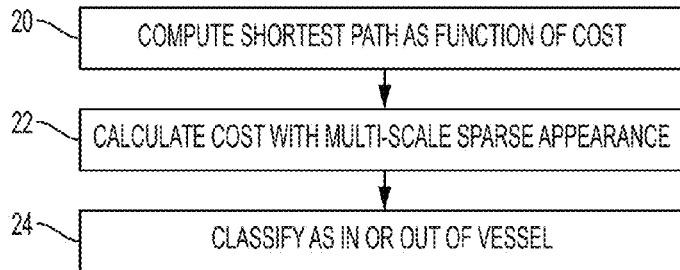 20
COMPUTE SHORTEST PATH AS FUNCTION OF COST
22
CALCULATE COST WITH MULTI-SCALE SPARSE APPEARANCE
24
CLASSIFY AS IN OR OUT OF VESSEL